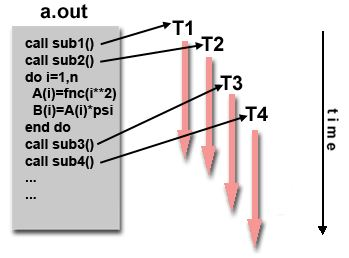 a.out
call sub1()
call sub2()
do i=1,n
A(i)=fnc(i**2)
B(i)=A(i)*psi
end do
call sub3()
call sub4()
...
...
T1
T2
T3
T4
time